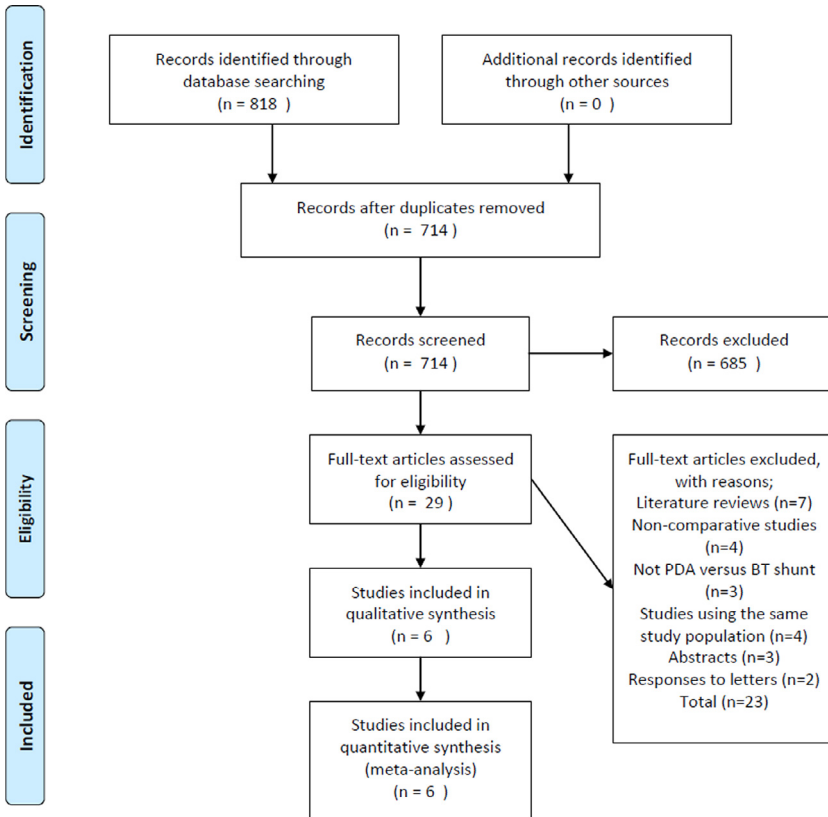 Identification
Records identified through
database searching
(n = 818 )
Additional records identified
through other sources
(n = 0 )
Records after duplicates removed
(n = 714 )
Screening
Records screened
(n = 714 )
Records excluded
(n = 685 )
Eligibility
Full-text articles assessed
for eligibility
(n = 29 )
Full-text articles excluded,
with reasons;
Literature reviews (n=7)
Non-comparative studies
(n=4)
Not PDA versus BT shunt
(n=3)
Studies using the same
study population (n=4)
Abstracts (n=3)
Responses to letters (n=2)
Total (n=23)
Studies included in
qualitative synthesis
(n = 6 )
Included
Studies included in
quantitative synthesis
(meta-analysis)
(n = 6 )